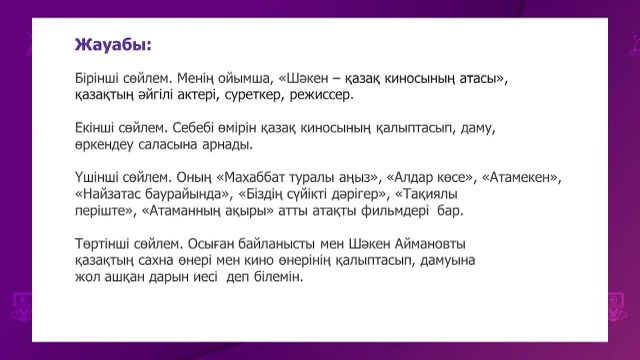 Жауабы:
Бірінші сөйлем. Менің ойымша, «Шәкен – қазақ киносының атасы»,
қазақтың әйгілі актері, суреткер, режиссер.
Екінші сөйлем. Себебі өмірін қазақ киносының қалыптасып, даму,
өркендеу саласына арнады.
Үшінші сөйлем. Оның «Махаббат туралы аңыз», «Алдар көсе», «Атамекен»,
«Найзатас баурайында», «Біздің сүйікті дәрігер», «Тақиялы
періште», «Атаманның ақыры» атты атақты фильмдері бар.
Төртінші сөйлем. Осыған байланысты мен Шәкен Аймановты
қазақтың сахна өнері мен кино өнерінің қалыптасып, дамуына
жол ашқан дарын иесі деп білемін.